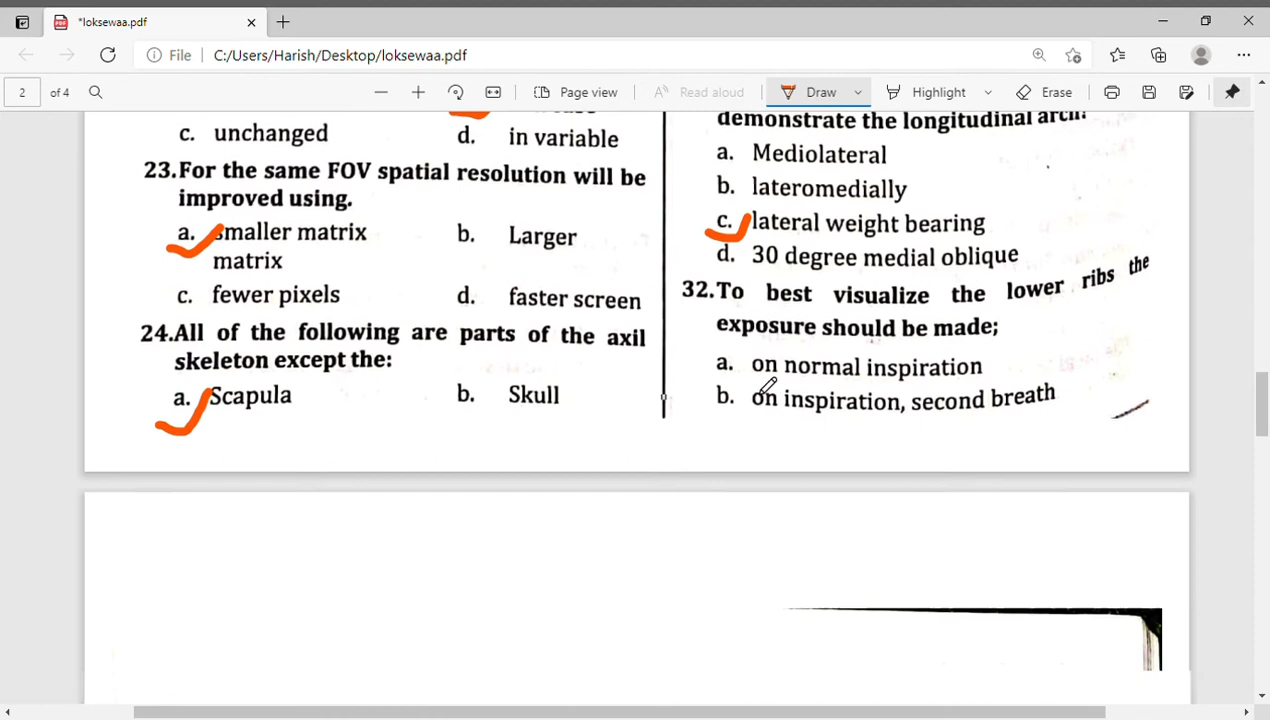 *loksewaa.pdf
File C:/Users/Harish/Desktop/loksewaa.pdf
2 of 4 Page view Read aloud Draw Highlight Erase
c. unchanged d. in variable
23.For the same FOV spatial resolution will be
improved using.
a. smaller matrix b. Larger
matrix
c. fewer pixels d. faster screen
24.All of the following are parts of the axil
skeleton except the:
a. Scapula b. Skull
demonstrate the longitudinal arch:
a. Mediolateral
b. lateromedially
c. lateral weight bearing
d. 30 degree medial oblique
32.To best visualize the lower ribs the
exposure should be made;
a. on normal inspiration
b. on inspiration, second breath